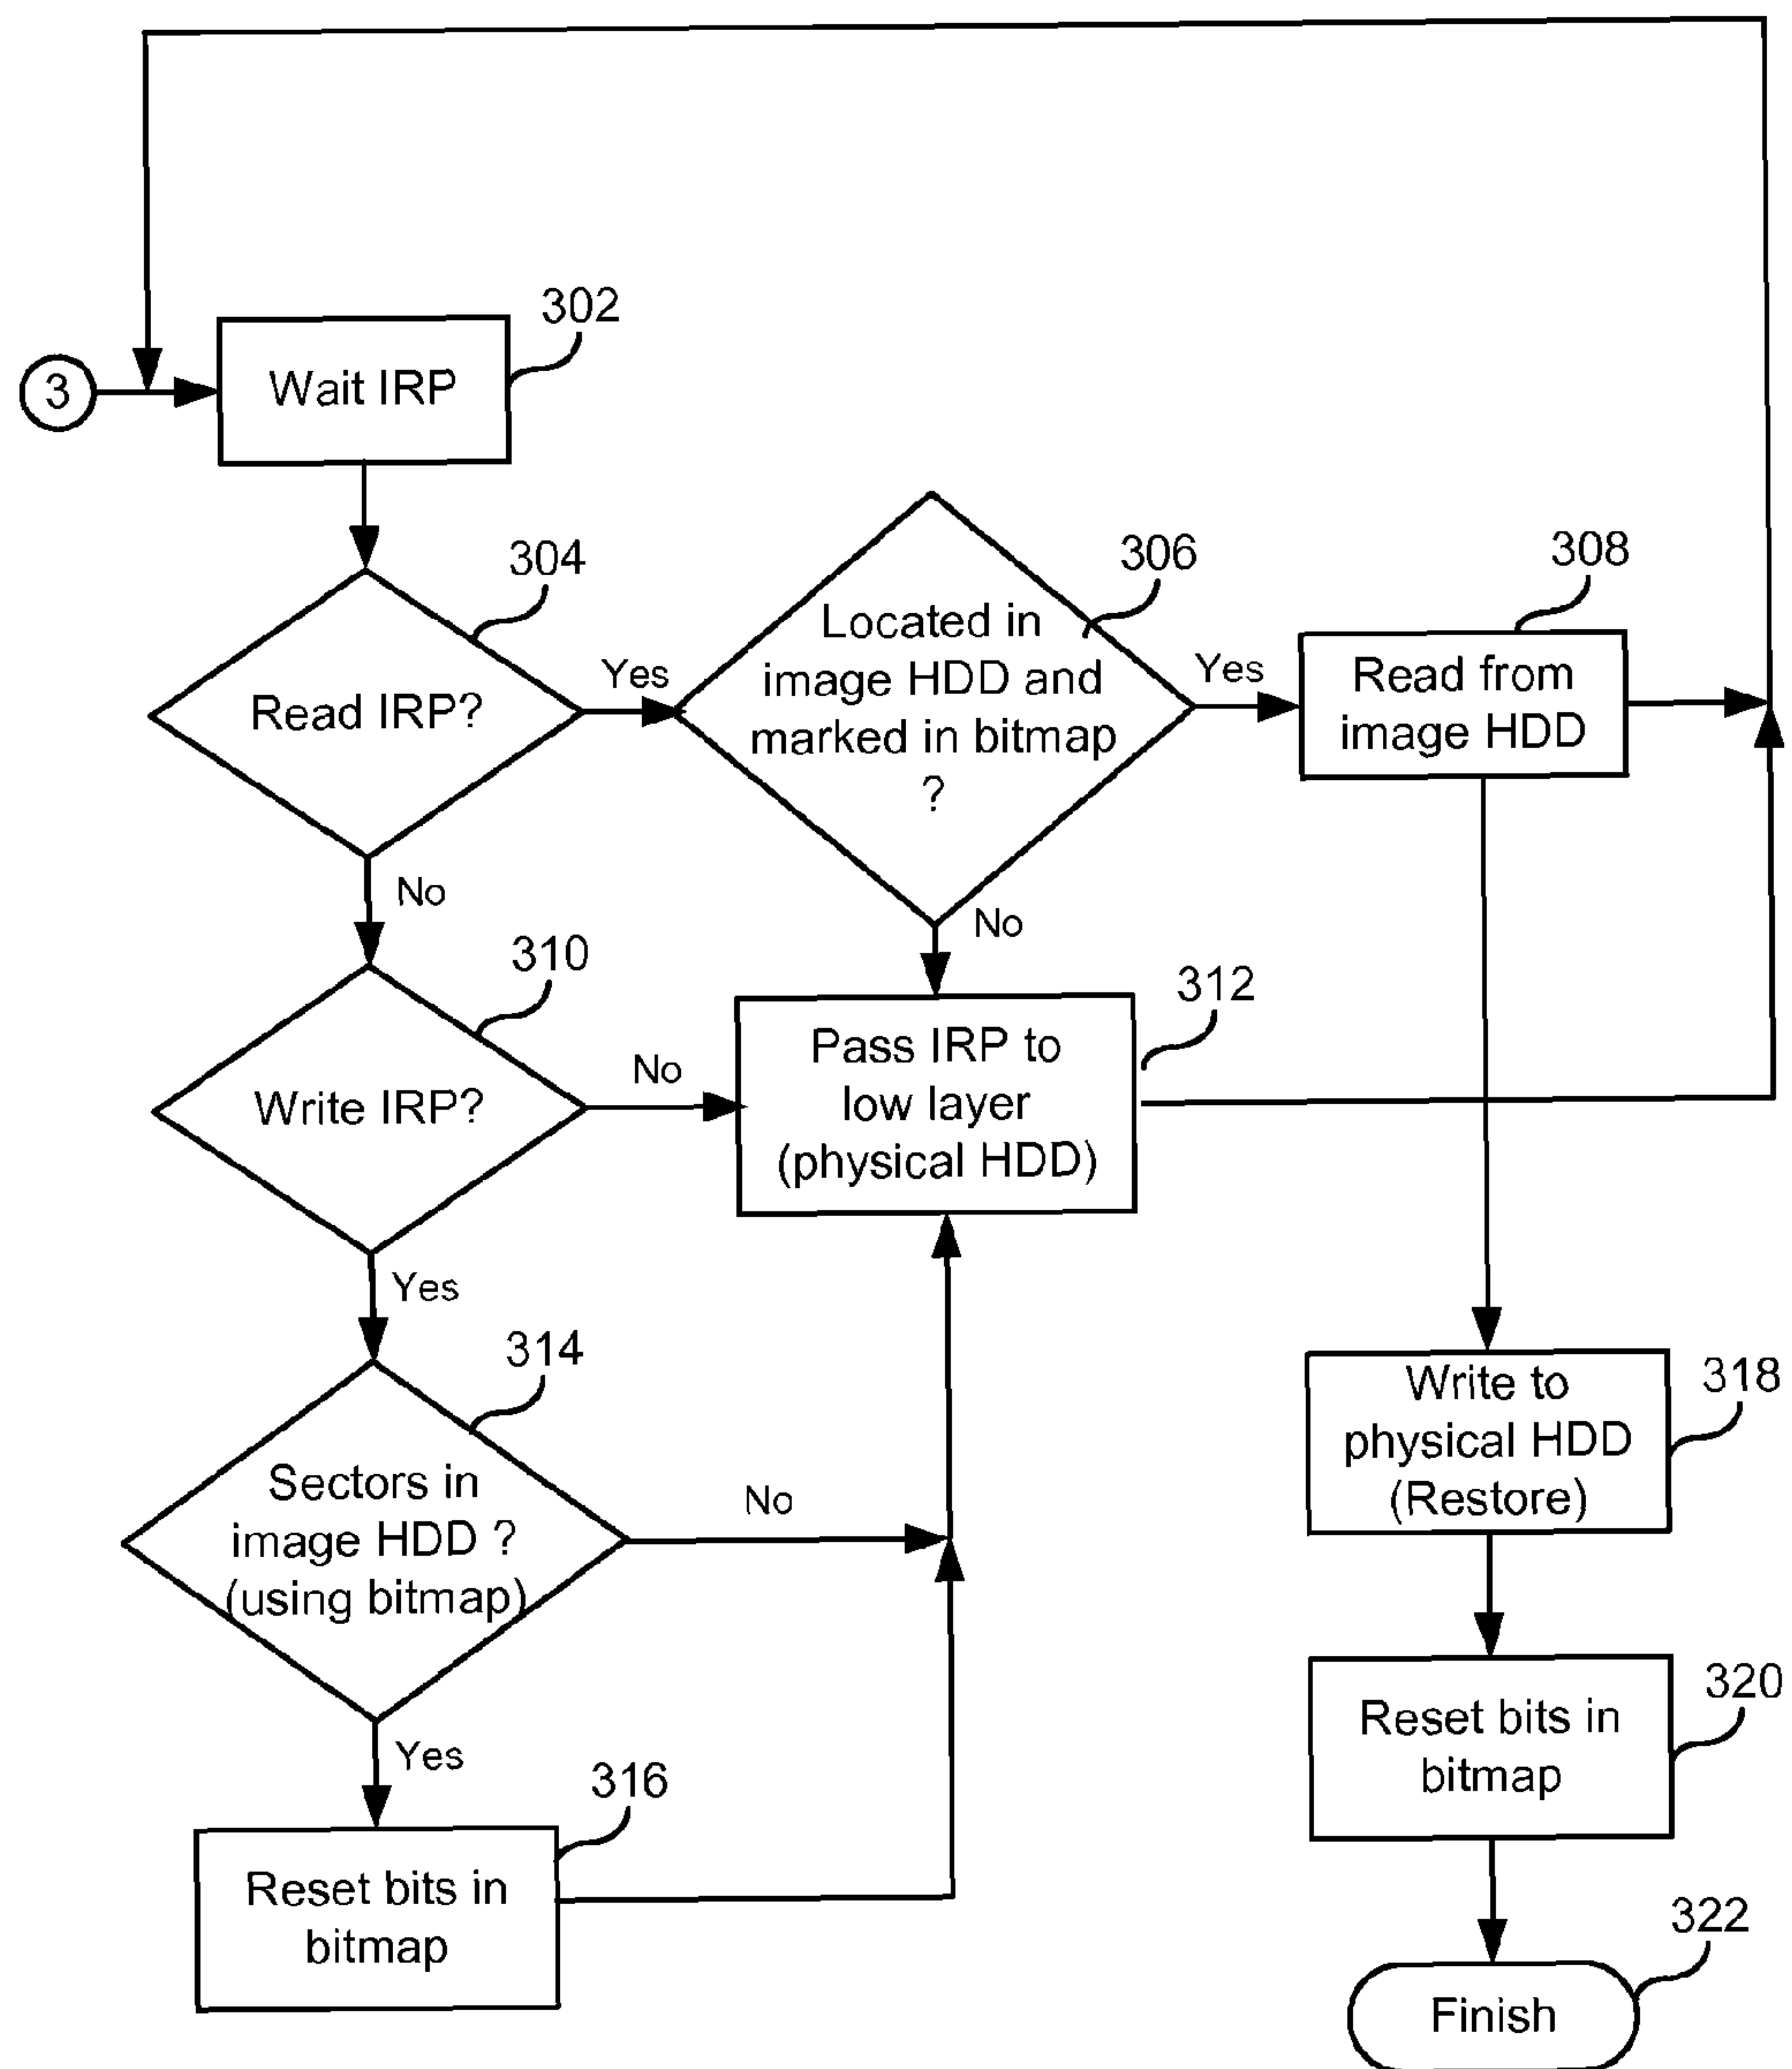 302
3
Wait IRP
304
Read IRP?
Yes
306
Located in
image HDD and
marked in bitmap
?
Yes
308
Read from
image HDD
No
No
310
Write IRP?
No
312
Pass IRP to
low layer
(physical HDD)
Yes
314
Sectors in
image HDD ?
(using bitmap)
No
318
Write to
physical HDD
(Restore)
Yes
316
Reset bits in
bitmap
320
Reset bits in
bitmap
322
Finish